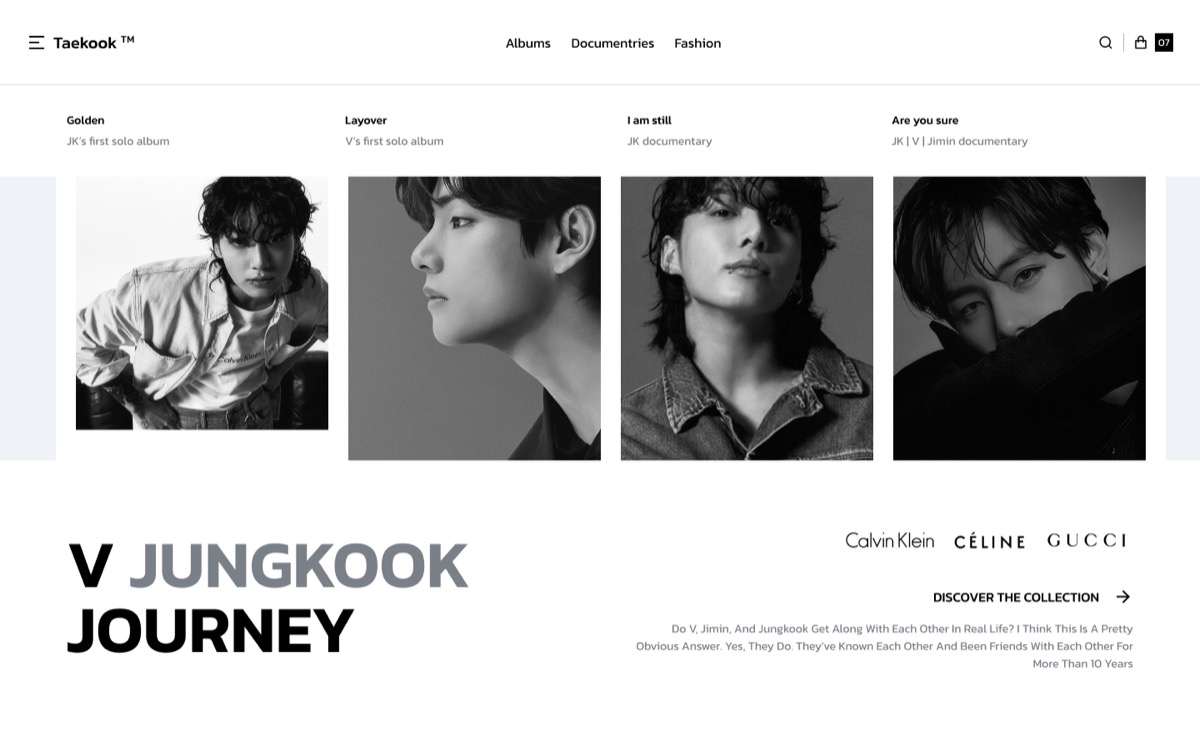 Taekook ™
Albums Documentries Fashion
07
Golden
JK's first solo album
Layover
V's first solo album
I am still
JK documentary
Are you sure
JK | V | Jimin documentary
Calvin Klein
V JUNGKOOK
JOURNEY
Calvin Klein CÉLINE GUCCI
DISCOVER THE COLLECTION
Do V, Jimin, And Jungkook Get Along With Each Other In Real Life? I Think This Is A Pretty
Obvious Answer. Yes, They Do. They've Known Each Other And Been Friends With Each Other For
More Than 10 Years